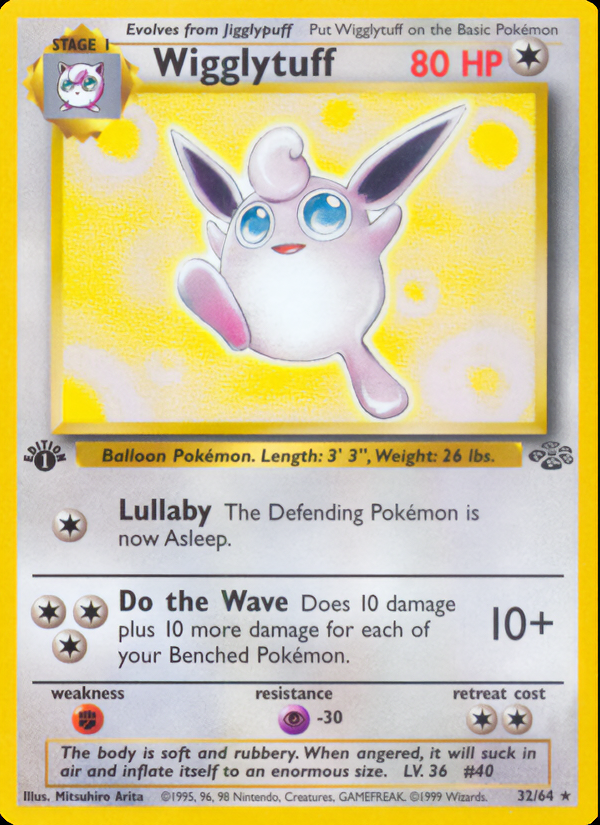 Evolves from Jigglypuff Put Wigglytuff on the Basic Pokémon
STAGE 1
Wigglytuff 80 HP
EDITION 1
Balloon Pokémon. Length: 3' 3", Weight: 26 lbs.
Lullaby The Defending Pokémon is
now Asleep.
Do the Wave Does 10 damage
plus 10 more damage for each of
your Benched Pokémon.
10+
weakness resistance retreat cost
-30
The body is soft and rubbery. When angered, it will suck in
air and inflate itself to an enormous size. LV. 36 #40
Illus. Mitsuhiro Arita ©1995, 96, 98 Nintendo, Creatures, GAMEFREAK. ©1999 Wizards. 32/64 ★